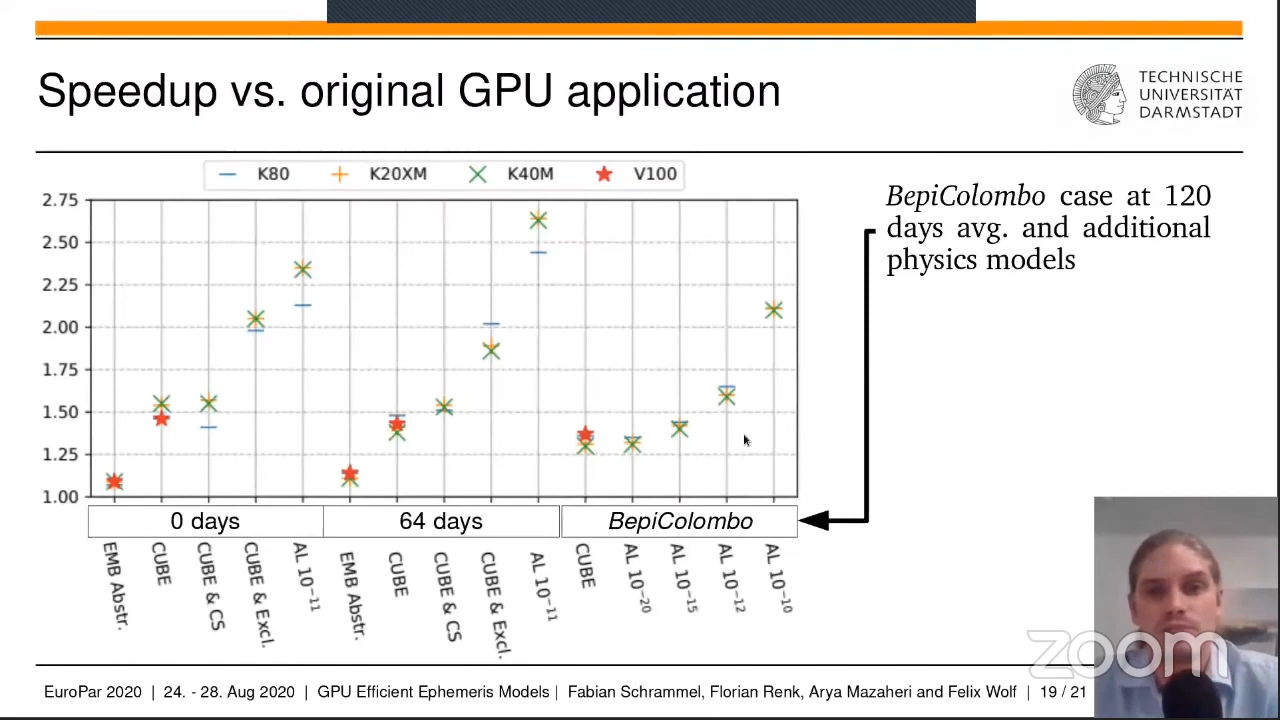 Speedup vs. original GPU application
TECHNISCHE
UNIVERSITÄT
DARMSTADT
K80 K20XM K40M V100
2.75
2.50
2.25
2.00
1.75
1.50
1.25
1.00
BepiColombo case at 120
days avg. and additional
physics models
0 days 64 days BepiColombo
EMB Abstr.
CUBE
CUBE & CS
CUBE & Excl.
AL 10⁻¹¹
EMB Abstr.
CUBE
CUBE & CS
CUBE & Excl.
AL 10⁻¹¹
CUBE
AL 10⁻²⁰
AL 10⁻¹⁵
AL 10⁻¹²
AL 10⁻¹⁰
zoom
EuroPar 2020 | 24. - 28. Aug 2020 | GPU Efficient Ephemeris Models | Fabian Schrammel, Florian Renk, Arya Mazaheri and Felix Wolf | 19 / 21